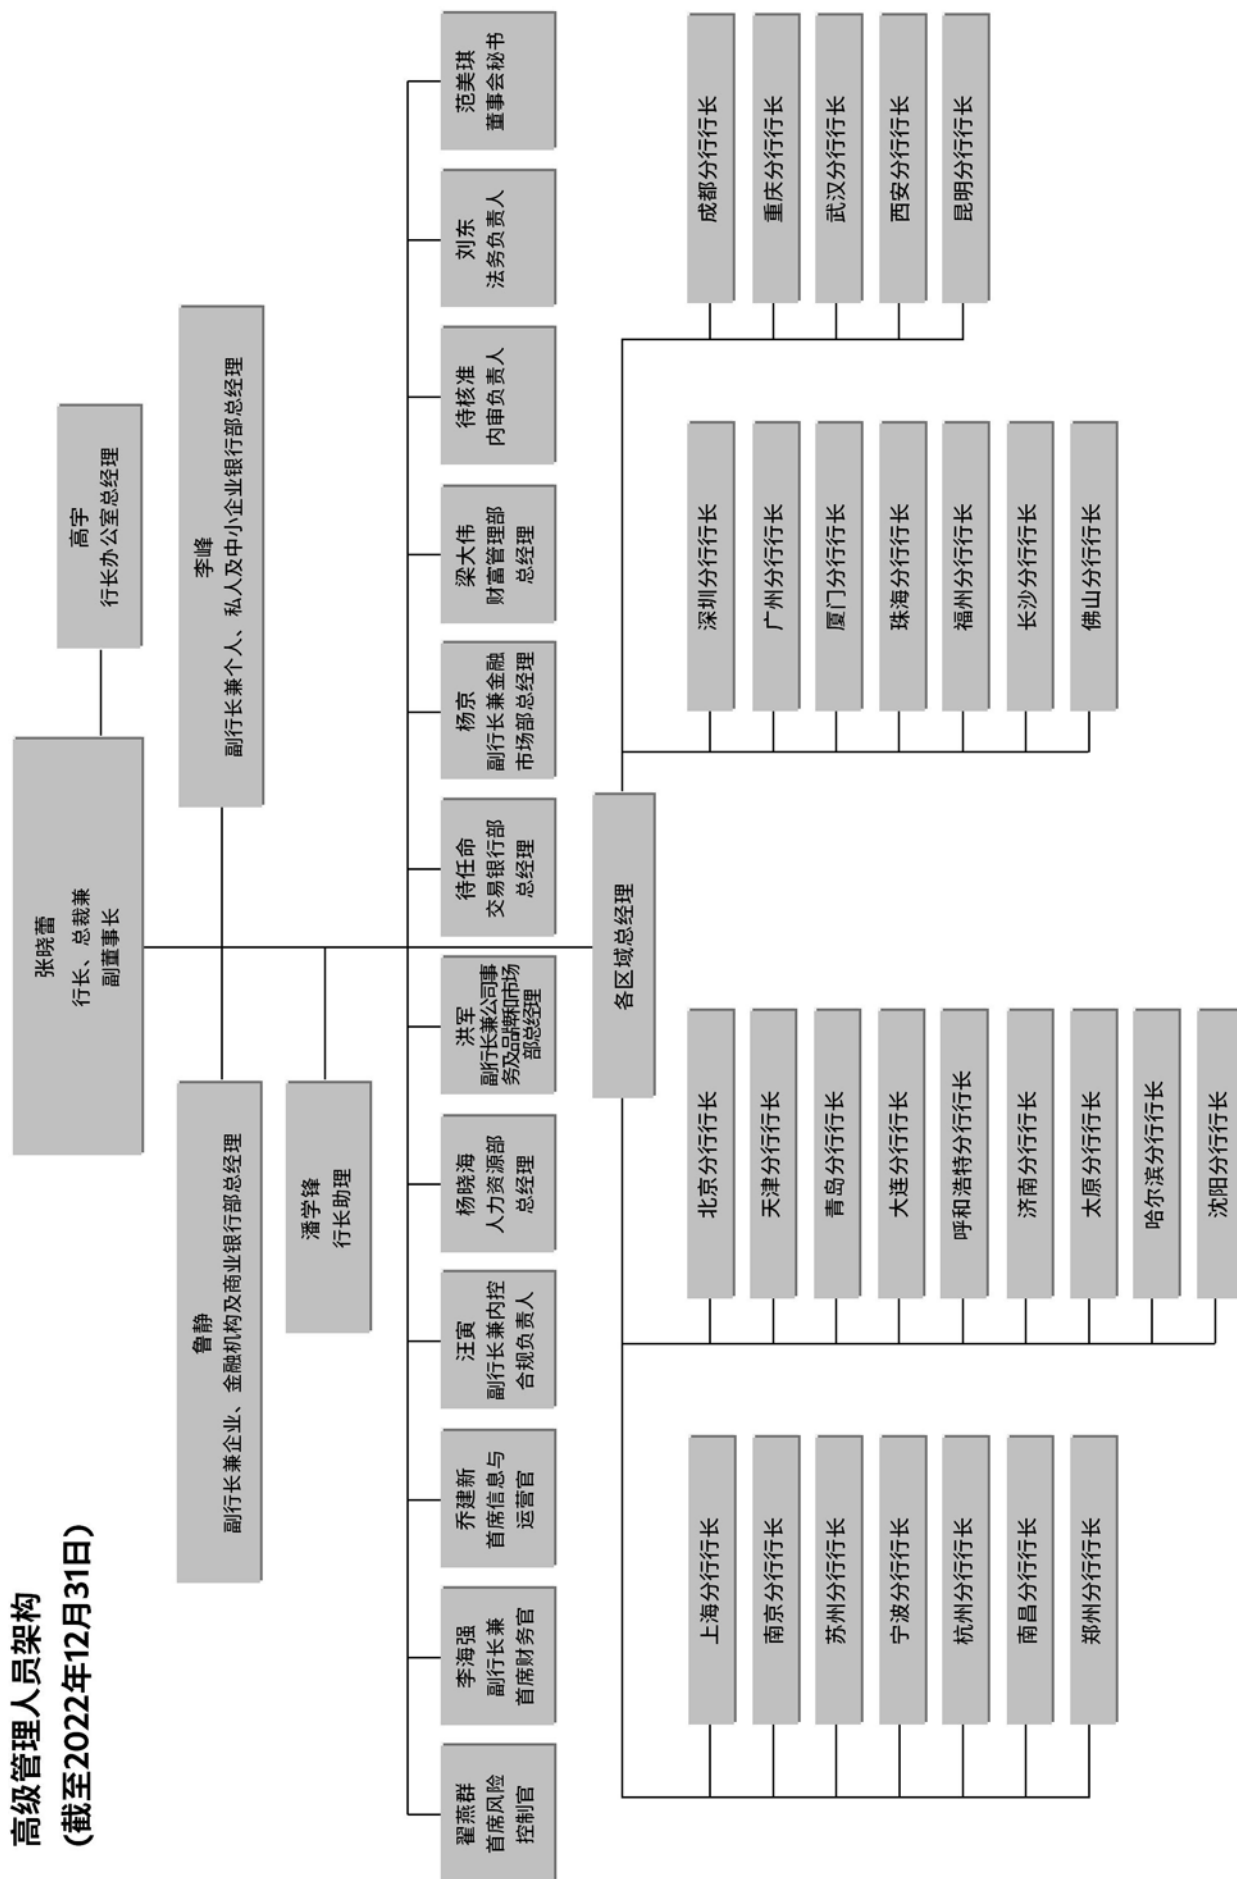 高级管理人员架构
(截至2022年12月31日)
张晓蕾
行长、总裁兼
副董事长
高宇
行长办公室总经理
鲁静
副行长兼企业、金融机构及商业银行部总经理
李峰
副行长兼个人、私人及中小企业银行部总经理
潘学锋
行长助理
翟燕群
首席风险
控制官
李海强
副行长兼
首席财务官
乔建新
首席信息与
运营官
汪寅
副行长兼内控
合规负责人
杨晓海
人力资源部
总经理
洪军
副行长兼公司事
务及品牌和市场
部总经理
待任命
交易银行部
总经理
杨京
副行长兼金融
市场部总经理
梁大伟
财富管理部
总经理
待核准
内审负责人
刘东
法务负责人
范美琪
董事会秘书
各区域总经理
上海分行行长
南京分行行长
苏州分行行长
宁波分行行长
杭州分行行长
南昌分行行长
郑州分行行长
北京分行行长
天津分行行长
青岛分行行长
大连分行行长
呼和浩特分行行长
济南分行行长
太原分行行长
哈尔滨分行行长
沈阳分行行长
深圳分行行长
广州分行行长
厦门分行行长
珠海分行行长
福州分行行长
长沙分行行长
佛山分行行长
成都分行行长
重庆分行行长
武汉分行行长
西安分行行长
昆明分行行长